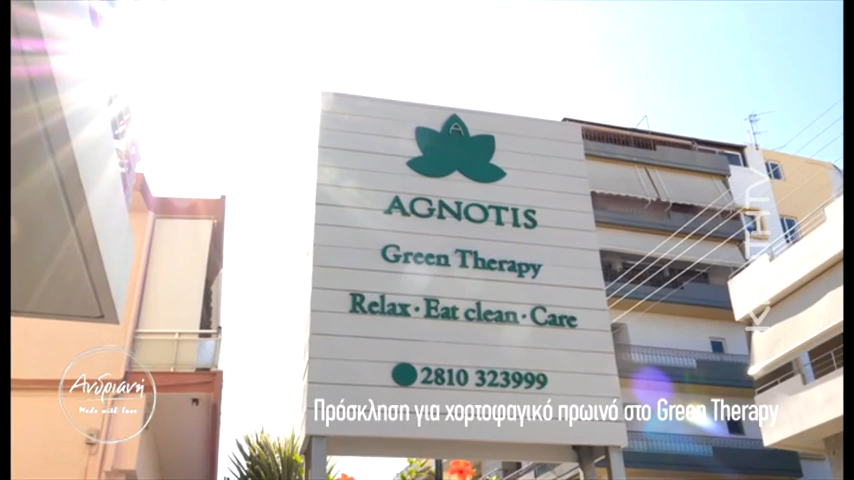 AGNOTIS
Green Therapy
Relax · Eat clean · Care
2810 323999
Πρόσκληση για χορτοφαγικό πρωινό στο Green Therapy
Ανδριανή
Made with love